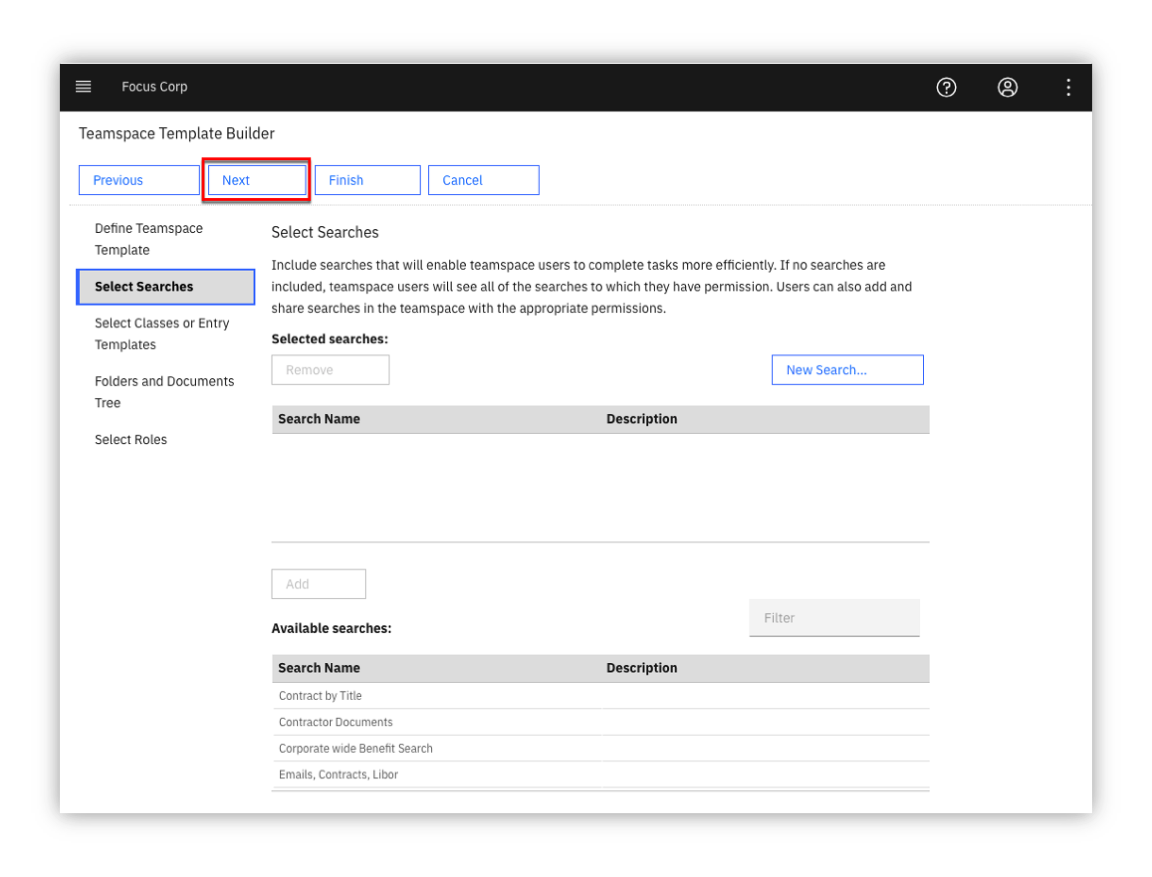 Focus Corp
Teamspace Template Builder
Previous
Next
Finish
Cancel
Define Teamspace
Template
Select Searches
Select Classes or Entry
Templates
Folders and Documents
Tree
Select Roles
Select Searches
Include searches that will enable teamspace users to complete tasks more efficiently. If no searches are
included, teamspace users will see all of the searches to which they have permission. Users can also add and
share searches in the teamspace with the appropriate permissions.
Selected searches:
Remove
New Search...
Search Name Description
Add
Filter
Available searches:
Search Name Description
Contract by Title
Contractor Documents
Corporate wide Benefit Search
Emails, Contracts, Libor